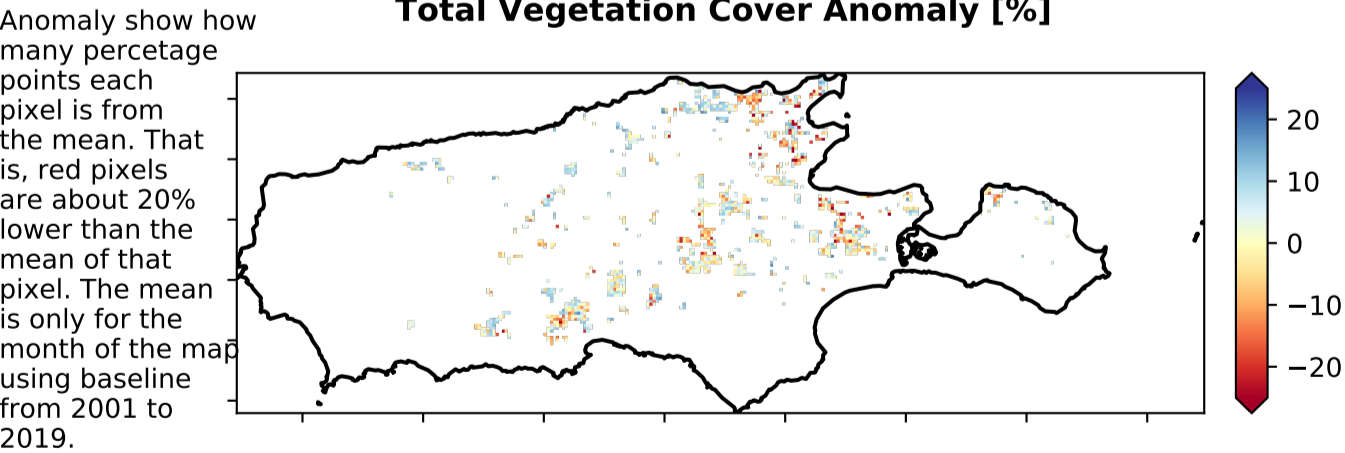 Total Vegetation Cover Anomaly [%]
Anomaly show how
many percetage
points each
pixel is from
the mean. That
is, red pixels
are about 20%
lower than the
mean of that
pixel. The mean
is only for the
month of the map
using baseline
from 2001 to
2019.
20
10
0
−10
−20